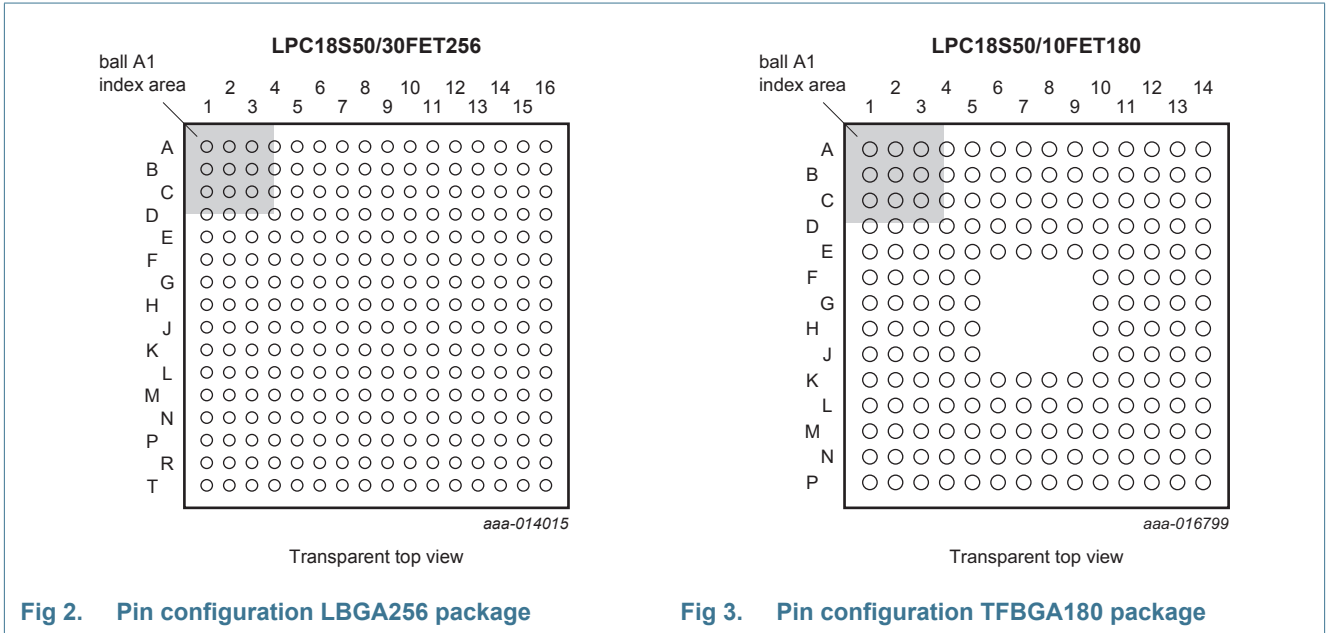 LPC18S50/30FET256
ball A1
index area
2 4 6 8 10 12 14 16
1 3 5 7 9 11 13 15
A
B
C
D
E
F
G
H
J
K
L
M
N
P
R
T
aaa-014015
Transparent top view
Fig 2. Pin configuration LBGA256 package
LPC18S50/10FET180
ball A1
index area
2 4 6 8 10 12 14
1 3 5 7 9 11 13
A
B
C
D
E
F
G
H
J
K
L
M
N
P
aaa-016799
Transparent top view
Fig 3. Pin configuration TFBGA180 package